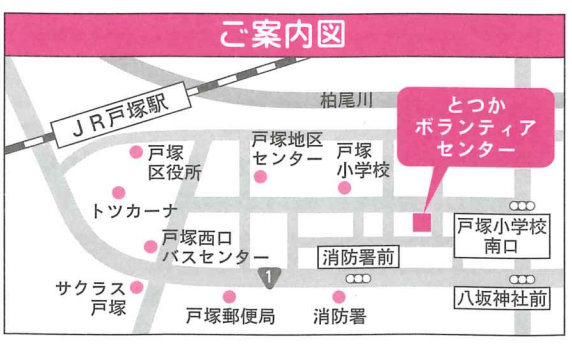 ご案内図
柏尾川
JR戸塚駅
とつか
ボランティア
センター
戸塚
区役所
戸塚地区
センター
戸塚
小学校
トツカーナ
戸塚西口
バスセンター
消防署前
戸塚小学校
南口
1
サクラス
戸塚
戸塚郵便局
消防署
八坂神社前